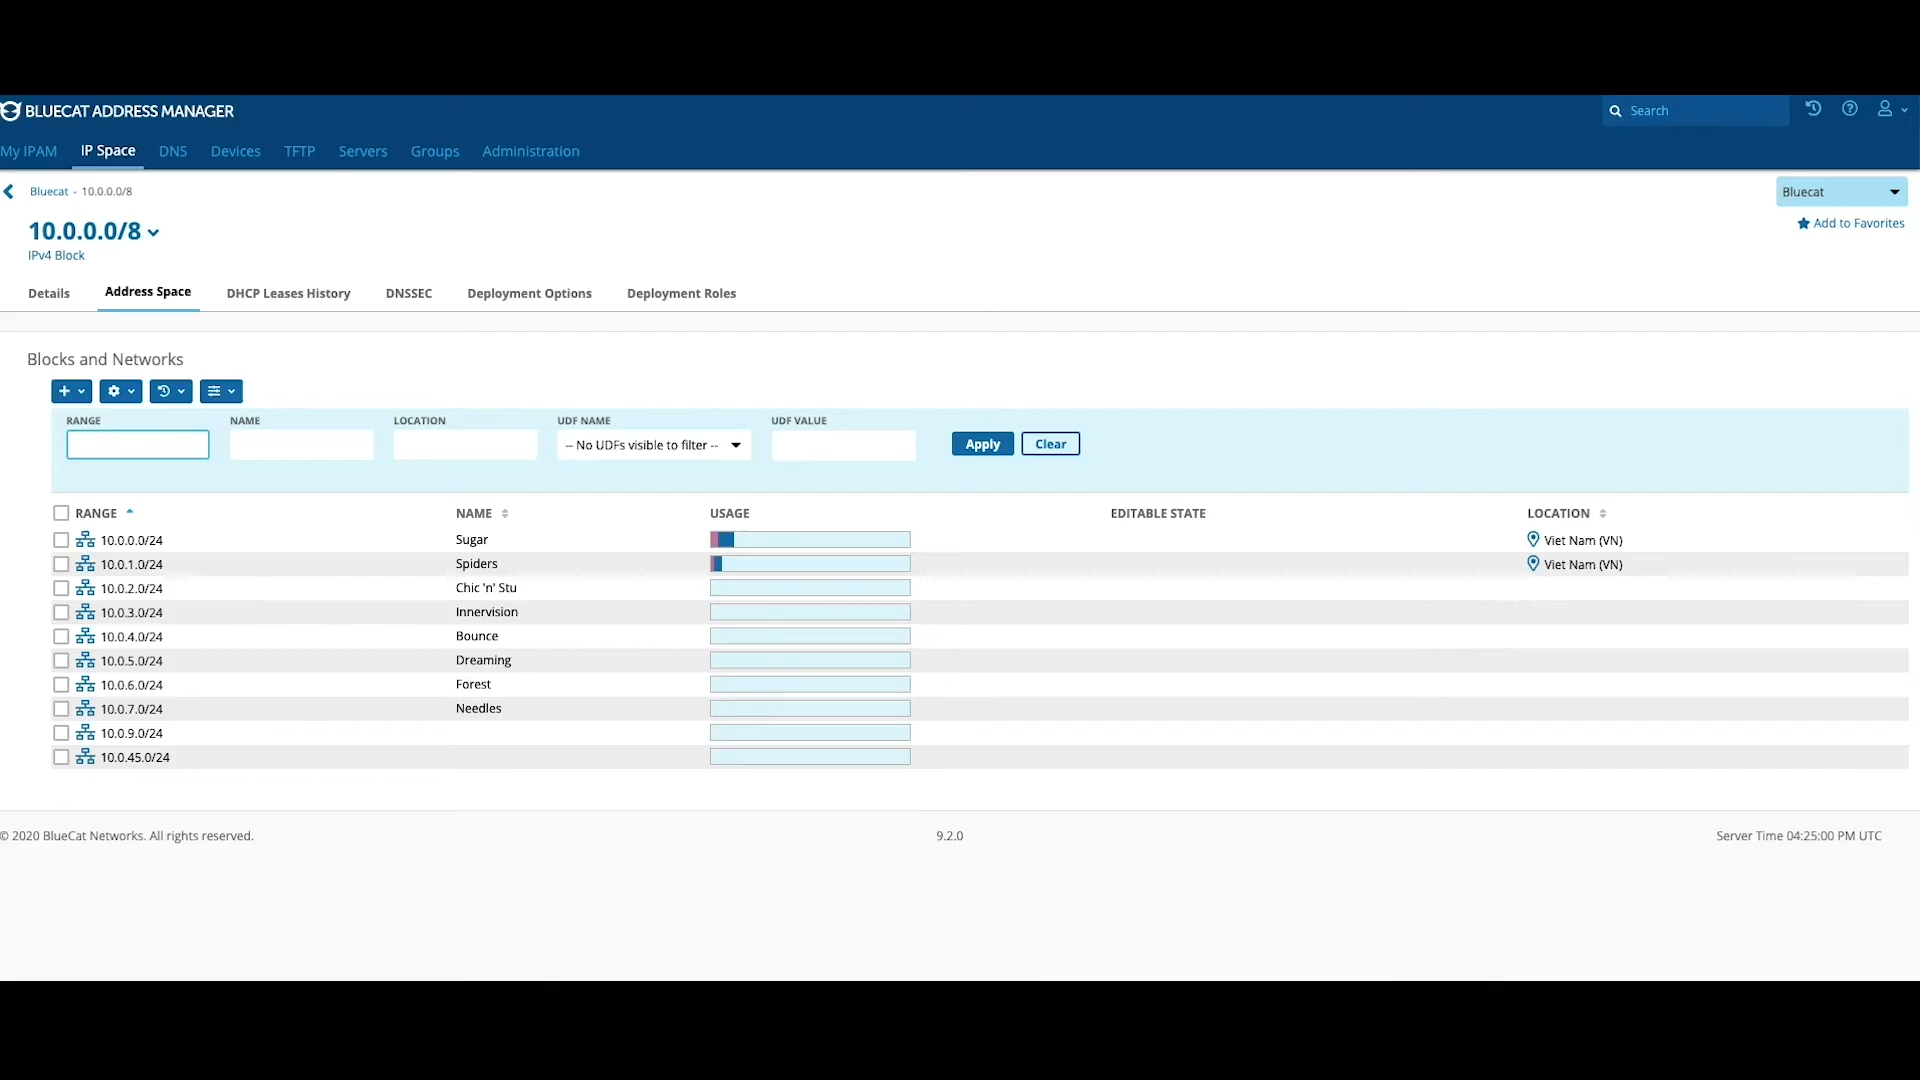 BLUECAT ADDRESS MANAGER
Search
My IPAM IP Space DNS Devices TFTP Servers Groups Administration
Bluecat - 10.0.0.0/8
Bluecat
10.0.0.0/8
Add to Favorites
IPv4 Block
Details Address Space DHCP Leases History DNSSEC Deployment Options Deployment Roles
Blocks and Networks
RANGE NAME LOCATION UDF NAME UDF VALUE
-- No UDFs visible to filter -- Apply Clear
RANGE NAME USAGE EDITABLE STATE LOCATION
10.0.0.0/24 Sugar Viet Nam (VN)
10.0.1.0/24 Spiders Viet Nam (VN)
10.0.2.0/24 Chic 'n' Stu
10.0.3.0/24 Innervision
10.0.4.0/24 Bounce
10.0.5.0/24 Dreaming
10.0.6.0/24 Forest
10.0.7.0/24 Needles
10.0.9.0/24
10.0.45.0/24
© 2020 BlueCat Networks. All rights reserved. 9.2.0 Server Time 04:25:00 PM UTC